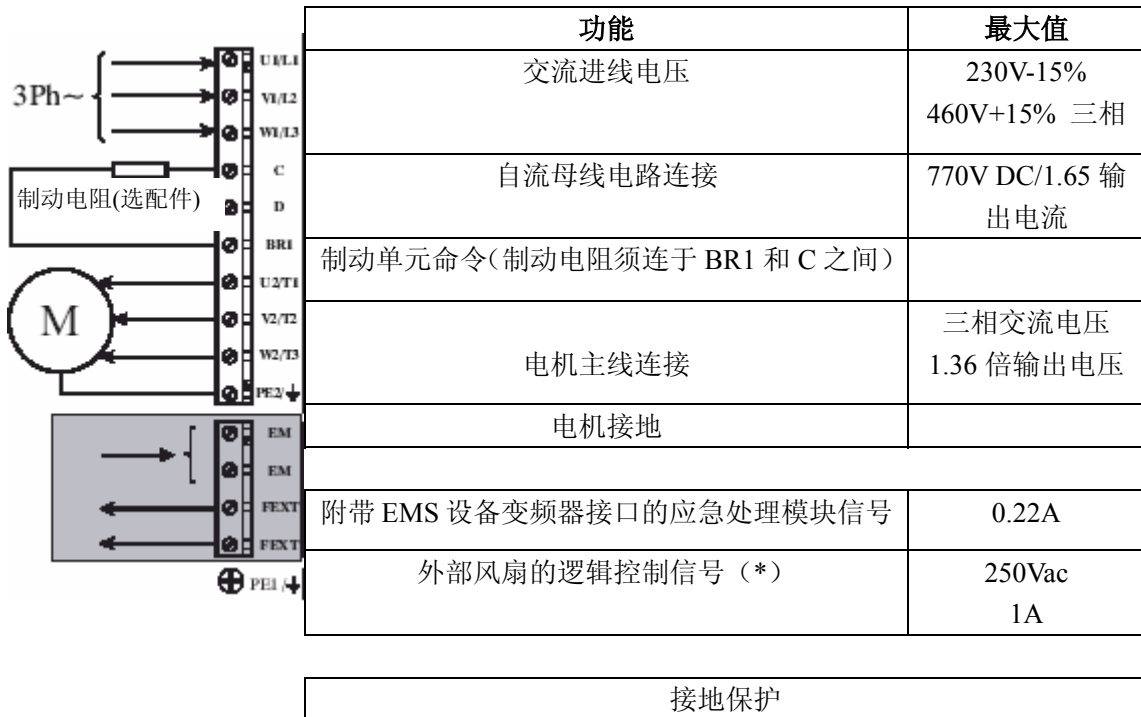 功能 最大值
U1/L1 交流进线电压 230V-15%
3Ph~ V1/L2 460V+15% 三相
W1/L3
C 自流母线电路连接 770V DC/1.65 输
制动电阻(选配件) D 出电流
BR1 制动单元命令（制动电阻须连于 BR1 和 C 之间）
U2/T1
M V2/T2 三相交流电压
W2/T3 电机主线连接 1.36 倍输出电压
PE2/
EM 电机接地
EM
FEXT 附带 EMS 设备变频器接口的应急处理模块信号 0.22A
FEXT 外部风扇的逻辑控制信号（*） 250Vac
PE1 / 1A
接地保护